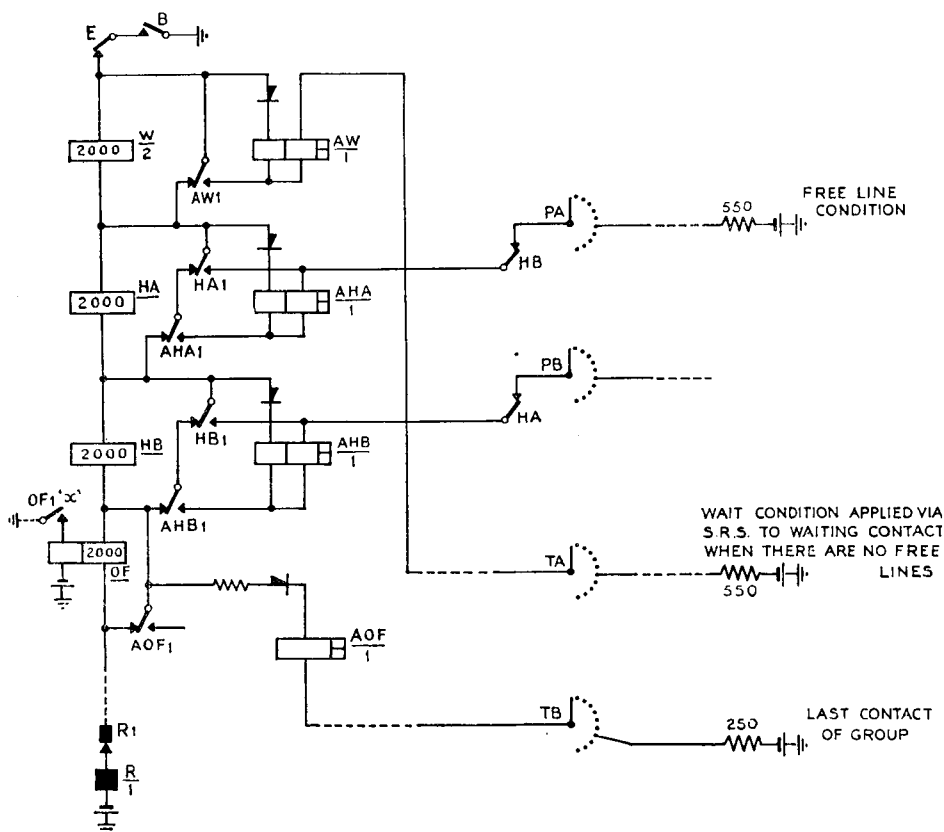 E
B
W
2
2000
AW
1
AW1
PA
550
FREE LINE
CONDITION
HB
HA
2000
HA1
AHA
1
AHA1
PB
HA
HB
2000
HB1
AHB
1
AHB1
OF1 'x'
2000
OF
WAIT CONDITION APPLIED VIA
S.R.S. TO WAITING CONTACT
WHEN THERE ARE NO FREE
LINES
TA
550
AOF1
AOF
1
TB
250
LAST CONTACT
OF GROUP
R1
R
1